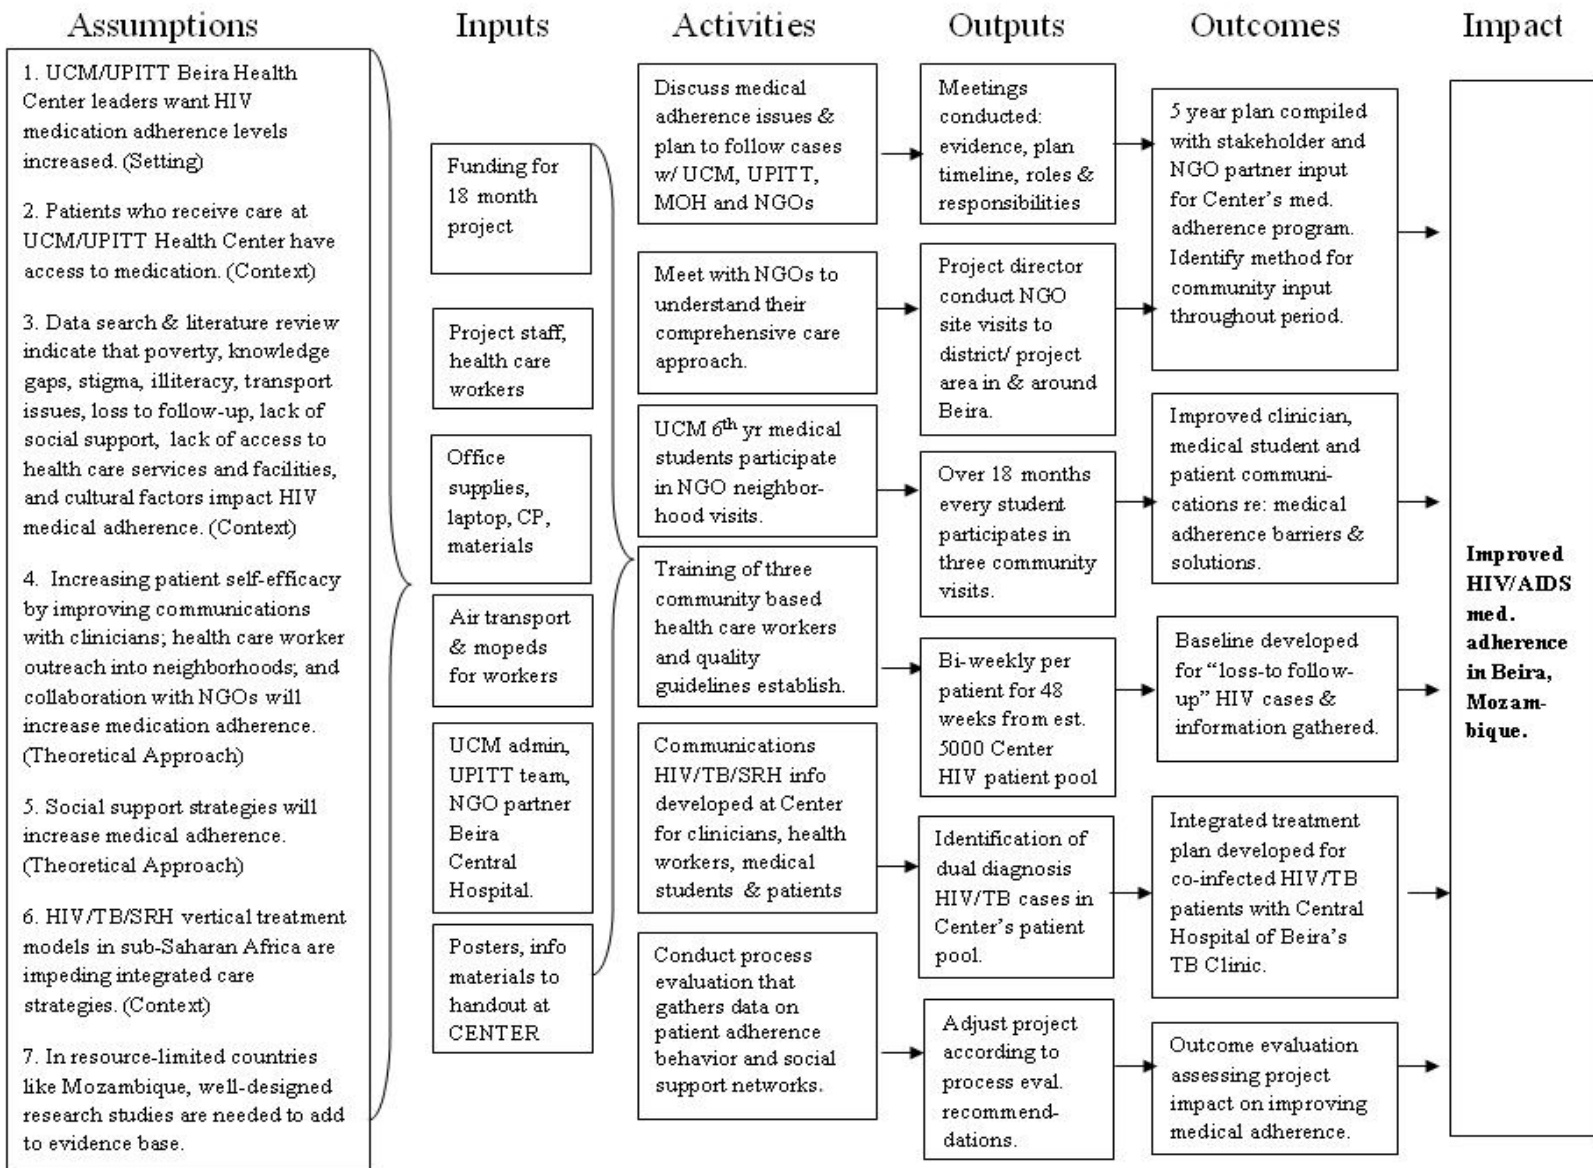 Assumptions
Inputs
Activities
Outputs
Outcomes
Impact
1. UCM/UPITT Beira Health
Center leaders want HIV
medication adherence levels
increased. (Setting)
2. Patients who receive care at
UCM/UPITT Health Center have
access to medication. (Context)
3. Data search & literature review
indicate that poverty, knowledge
gaps, stigma, illiteracy, transport
issues, loss to follow-up, lack of
social support, lack of access to
health care services and facilities,
and cultural factors impact HIV
medical adherence. (Context)
4. Increasing patient self-efficacy
by improving communications
with clinicians; health care worker
outreach into neighborhoods; and
collaboration with NGOs will
increase medication adherence.
(Theoretical Approach)
5. Social support strategies will
increase medical adherence.
(Theoretical Approach)
6. HIV/TB/SRH vertical treatment
models in sub-Saharan Africa are
impeding integrated care
strategies. (Context)
7. In resource-limited countries
like Mozambique, well-designed
research studies are needed to add
to evidence base.
Funding for
18 month
project
Project staff,
health care
workers
Office
supplies,
laptop, CP,
materials
Air transport
& mopeds
for workers
UCM admin,
UPITT team,
NGO partner
Beira
Central
Hospital.
Posters, info
materials to
handout at
CENTER
Discuss medical
adherence issues &
plan to follow cases
w/ UCM, UPITT,
MOH and NGOs
Meet with NGOs to
understand their
comprehensive care
approach.
UCM 6th yr medical
students participate
in NGO neighbor-
hood visits.
Training of three
community based
health care workers
and quality
guidelines establish.
Communications
HIV/TB/SRH info
developed at Center
for clinicians, health
workers, medical
students & patients
Conduct process
evaluation that
gathers data on
patient adherence
behavior and social
support networks.
Meetings
conducted:
evidence, plan
timeline, roles &
responsibilities
Project director
conduct NGO
site visits to
district/ project
area in & around
Beira.
Over 18 months
every student
participates in
three community
visits.
Bi-weekly per
patient for 48
weeks from est.
5000 Center
HIV patient pool
Identification of
dual diagnosis
HIV/TB cases in
Center's patient
pool.
Adjust project
according to
process eval.
recommend-
dations.
5 year plan compiled
with stakeholder and
NGO partner input
for Center's med.
adherence program.
Identify method for
community input
throughout period.
Improved clinician,
medical student and
patient communi-
cations re: medical
adherence barriers &
solutions.
Baseline developed
for "loss-to follow-
up" HIV cases &
information gathered.
Integrated treatment
plan developed for
co-infected HIV/TB
patients with Central
Hospital of Beira's
TB Clinic.
Outcome evaluation
assessing project
impact on improving
medical adherence.
Improved
HIV/AIDS
med.
adherence
in Beira,
Mozam-
bique.